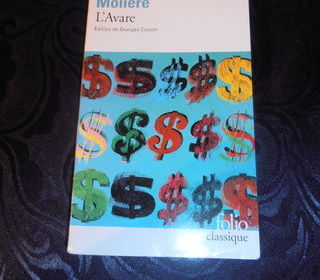 Molière
L'Avare
Édition de Georges Couton
$ $ $ $ $
$ $ $ $ $
$ $ $ $ $
folio
classique